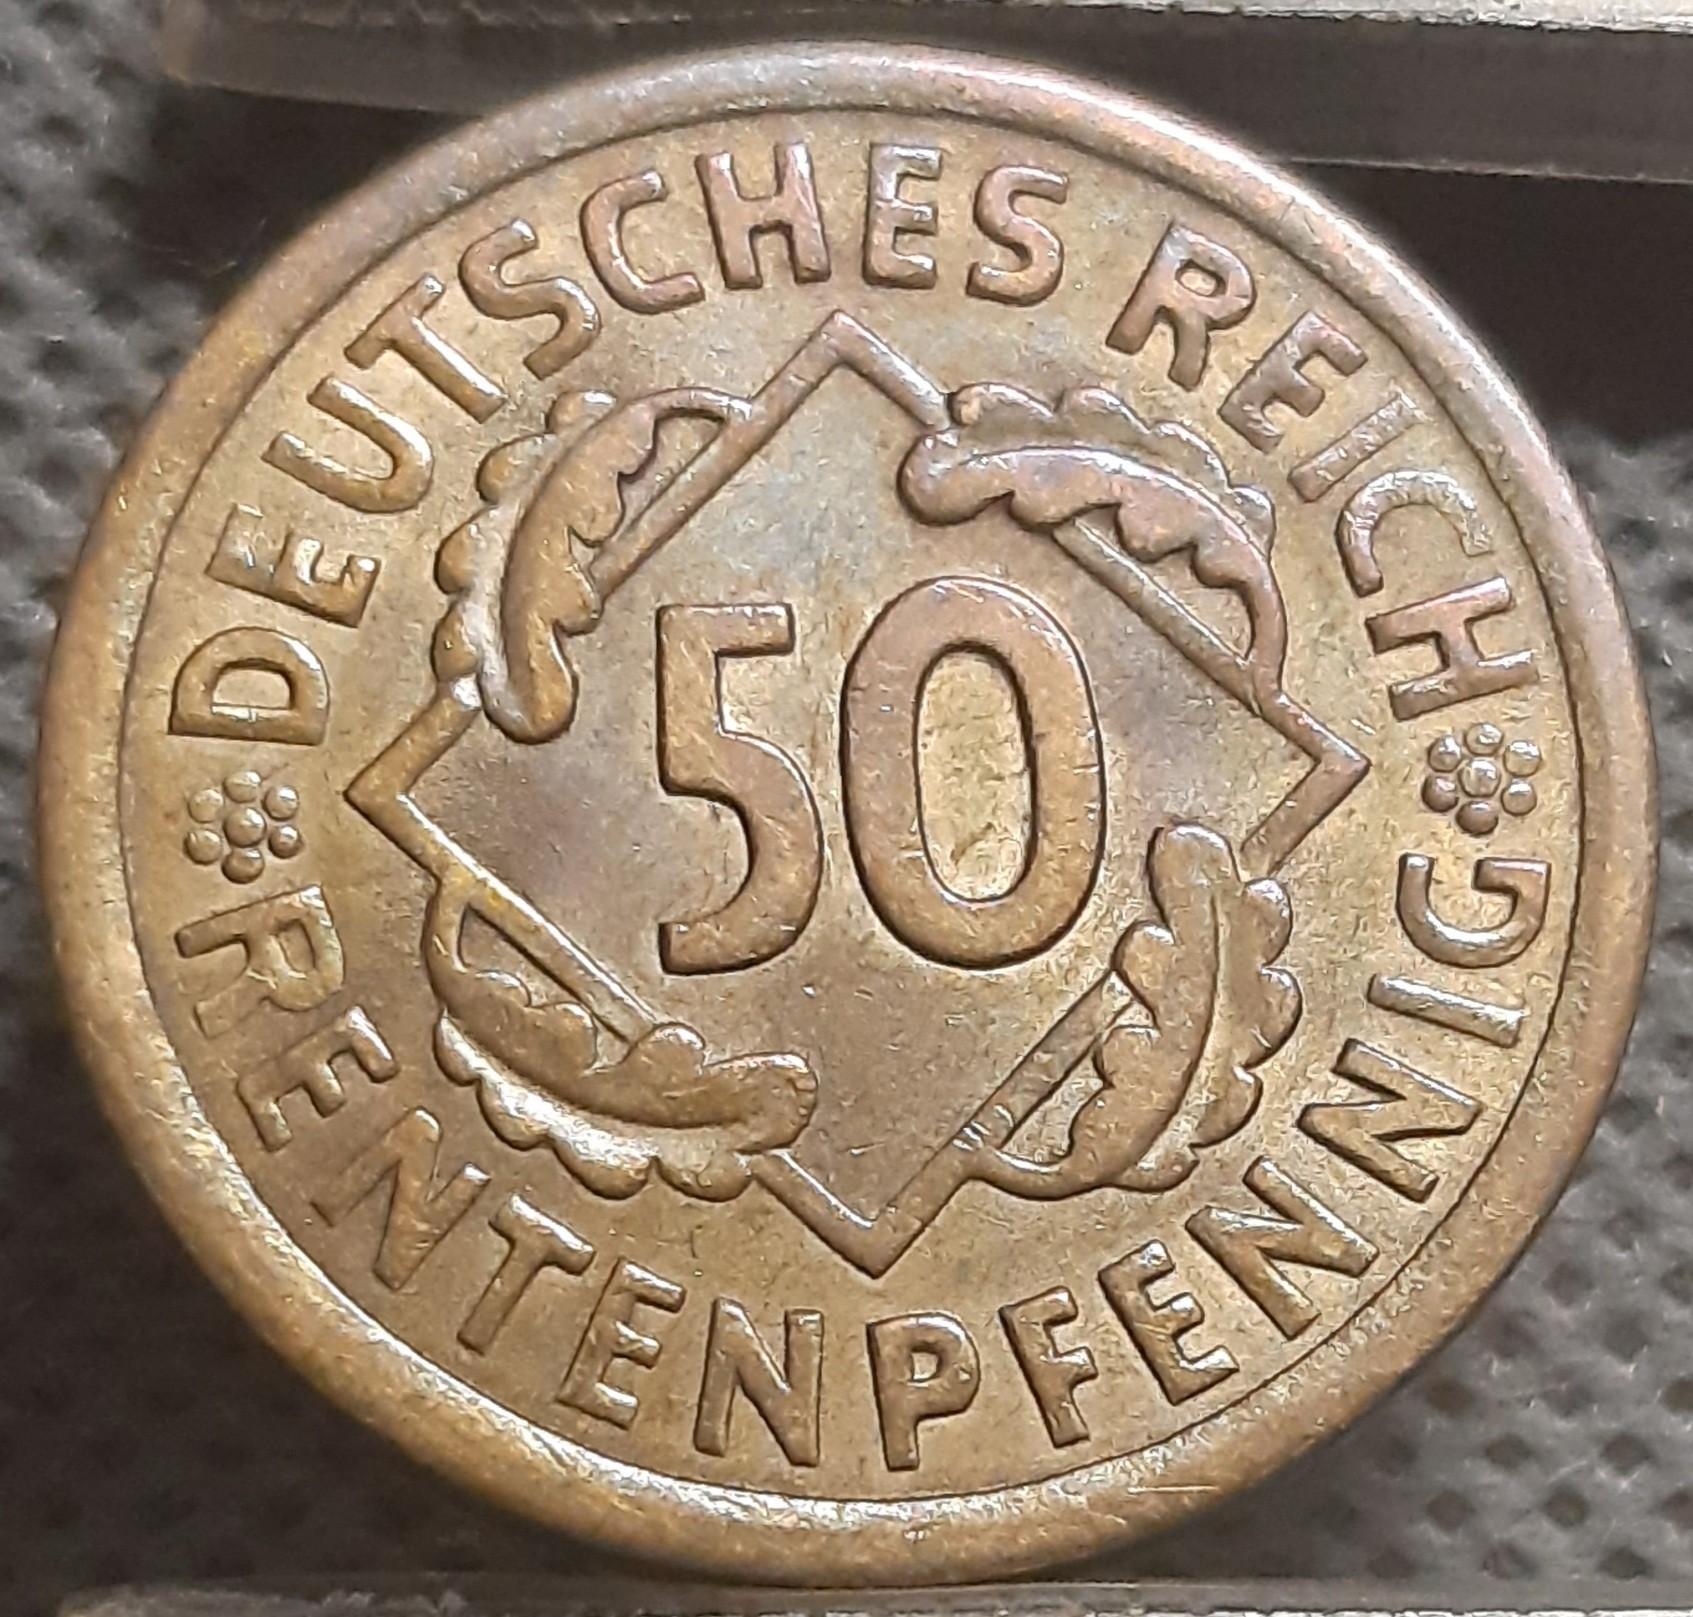 DEUTSCHES REICH
50
RENTENPFENNIG